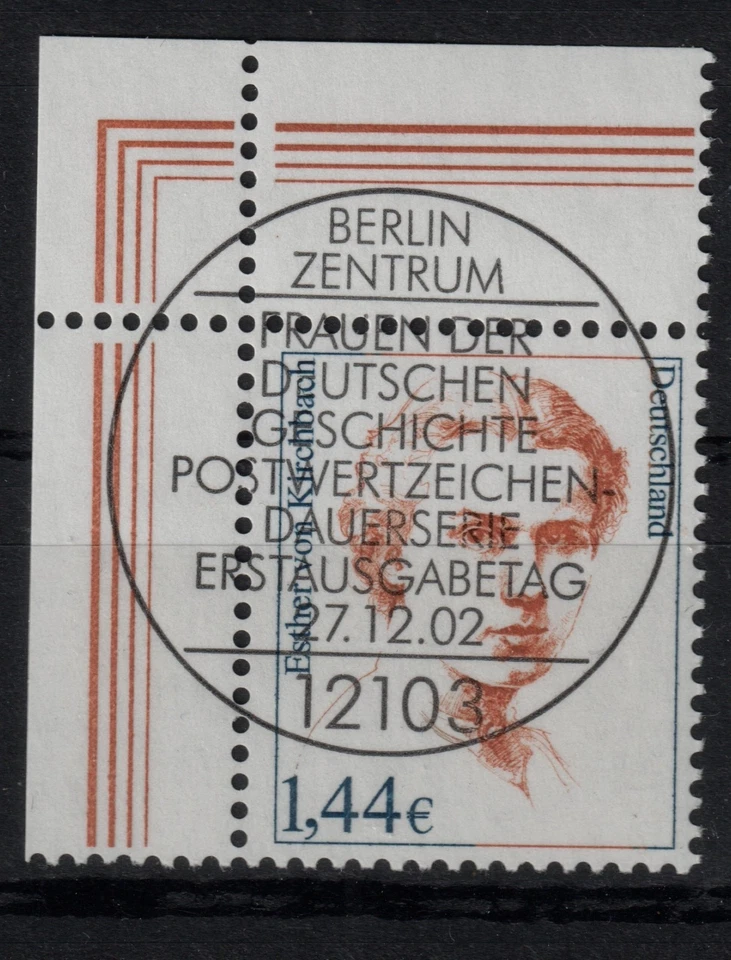 BERLIN
ZENTRUM
FRAUEN DER
DEUTSCHEN
GESCHICHTE
POSTWERTZEICHEN-
DAUERSERIE
ERSTAUSGABETAG
27.12.02
12103
Esther von Kirchbach
Deutschland
1,44€